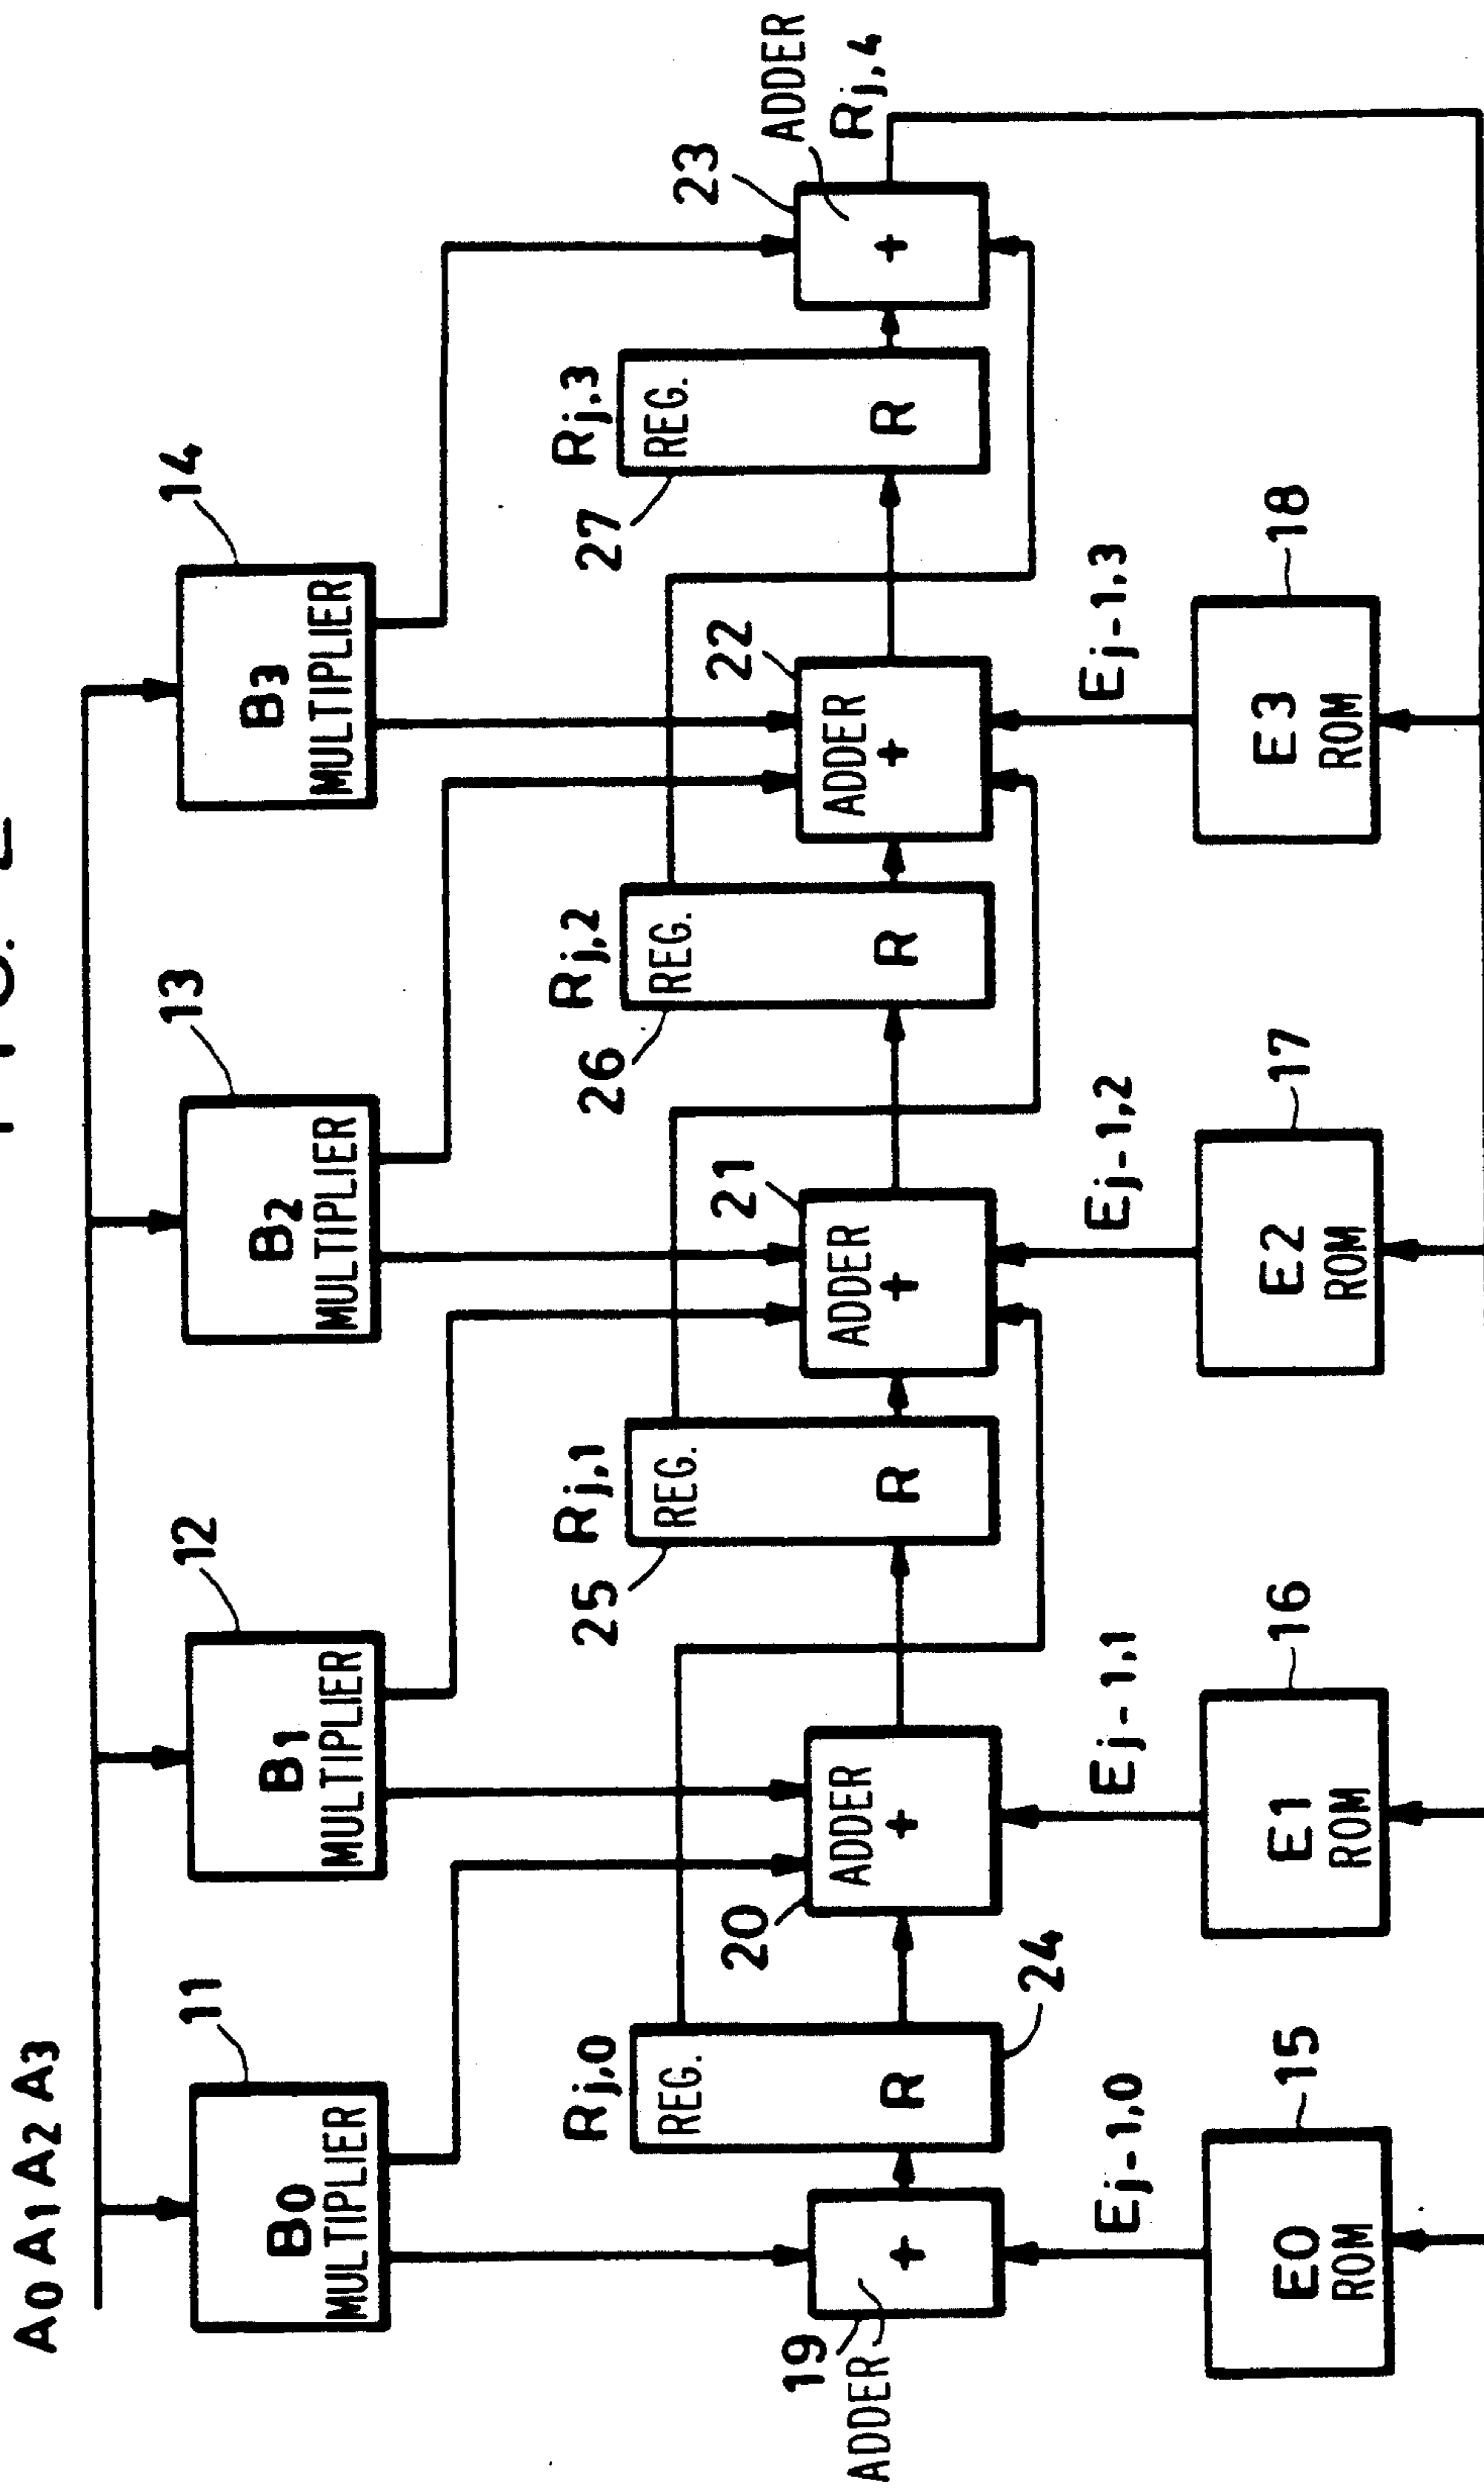 A0 A1 A2 A3
11
12
13
14
B0
MULTIPLIER
B1
MULTIPLIER
B2
MULTIPLIER
B3
MULTIPLIER
Rj,0
Rj,1
Rj,2
Rj,3
REG.
R
24
REG.
R
25
REG.
R
26
REG.
R
27
19
ADDER
+
20
ADDER
+
21
ADDER
+
22
ADDER
+
23
ADDER
+
Rj,4
Ej-1,0
Ej-1,1
Ej-1,2
Ej-1,3
E0
ROM
15
E1
ROM
16
E2
ROM
17
E3
ROM
18